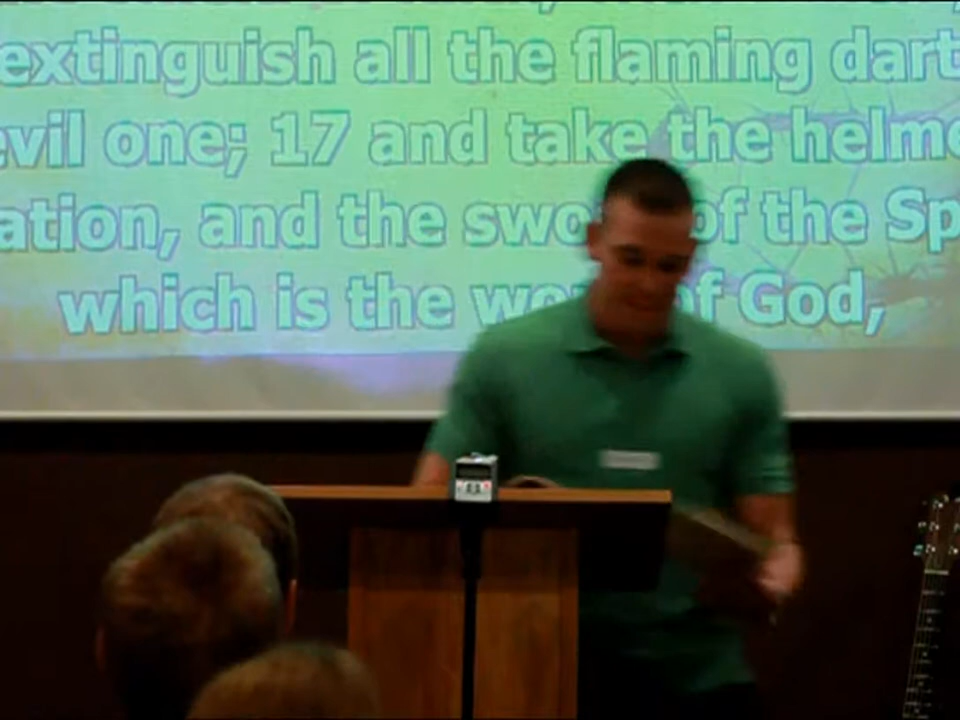 extinguish all the flaming dart
evil one; 17 and take the helme
ation, and the swo of the Sp
which is the wo of God,